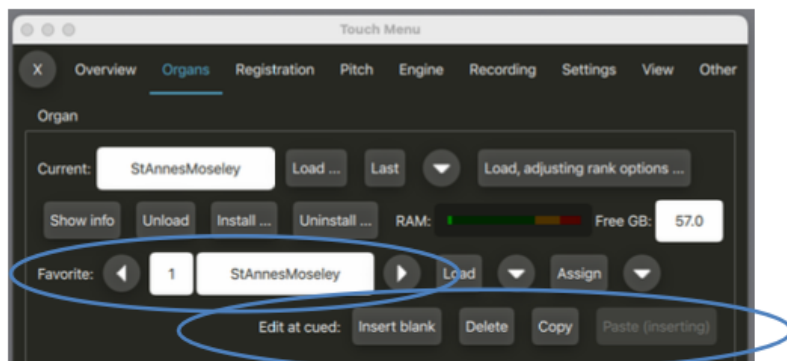 Touch Menu
X Overview Organs Registration Pitch Engine Recording Settings View Other
Organ
Current: StAnnesMoseley Load ... Last Load, adjusting rank options ...
Show info Unload Install ... Uninstall ... RAM: Free GB: 57.0
Favorite: 1 StAnnesMoseley Load Assign
Edit at cued: Insert blank Delete Copy Paste (inserting)